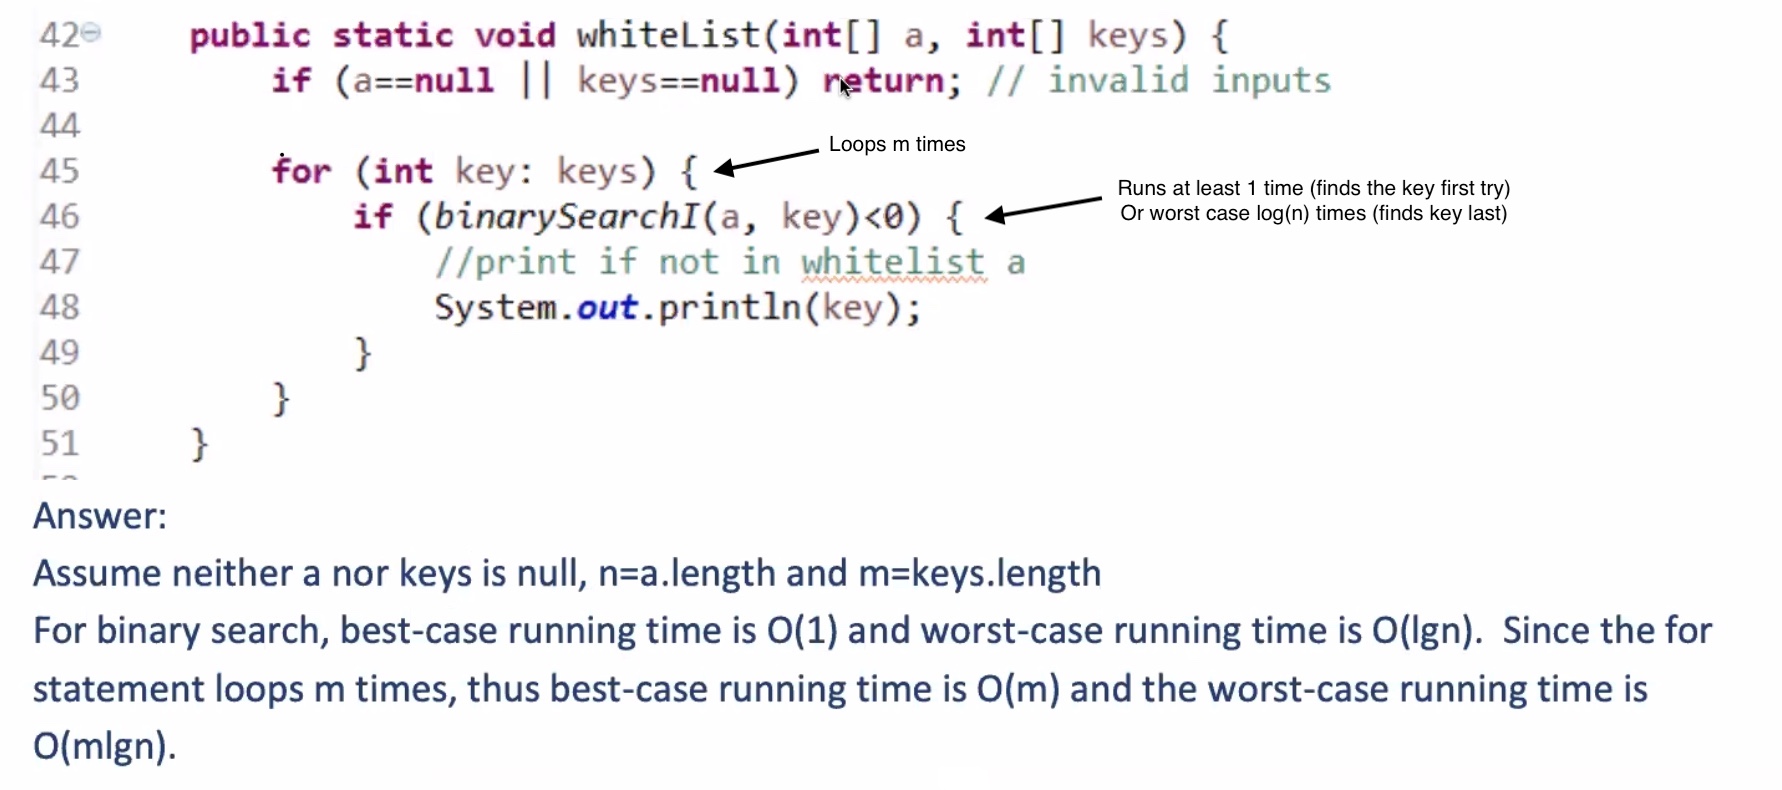 42 public static void whiteList(int[] a, int[] keys) {
43 if (a==null || keys==null) return; // invalid inputs
44
45 for (int key: keys) {
Loops m times
46 if (binarySearchI(a, key)<0) {
Runs at least 1 time (finds the key first try)
Or worst case log(n) times (finds key last)
47 //print if not in whitelist a
48 System.out.println(key);
49 }
50 }
51 }
Answer:
Assume neither a nor keys is null, n=a.length and m=keys.length
For binary search, best-case running time is O(1) and worst-case running time is O(lgn).  Since the for
statement loops m times, thus best-case running time is O(m) and the worst-case running time is
O(mlgn).